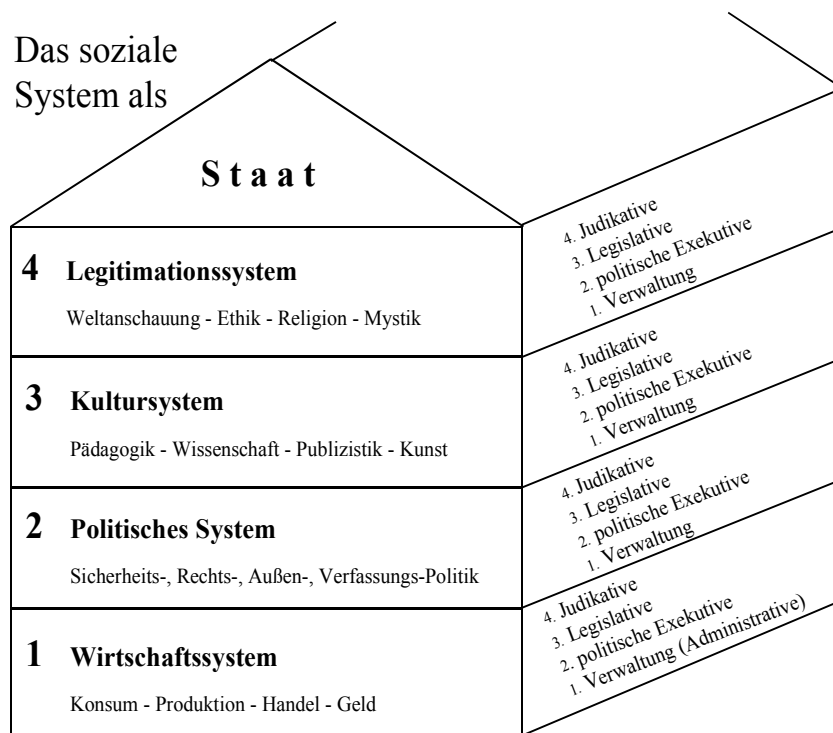 Das soziale
System als
S t a a t
4 Legitimationssystem
Weltanschauung - Ethik - Religion - Mystik
4. Judikative
3. Legislative
2. politische Exekutive
1. Verwaltung
3 Kultursystem
Pädagogik - Wissenschaft - Publizistik - Kunst
4. Judikative
3. Legislative
2. politische Exekutive
1. Verwaltung
2 Politisches System
Sicherheits-, Rechts-, Außen-, Verfassungs-Politik
4. Judikative
3. Legislative
2. politische Exekutive
1. Verwaltung
1 Wirtschaftssystem
Konsum - Produktion - Handel - Geld
4. Judikative
3. Legislative
2. politische Exekutive
1. Verwaltung (Administrative)